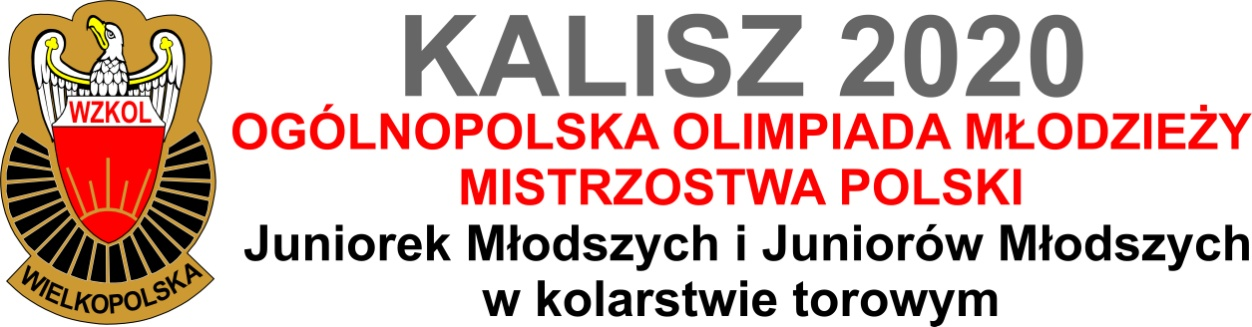 WZKOL
WIELKOPOLSKA
KALISZ 2020
OGÓLNOPOLSKA OLIMPIADA MŁODZIEŻY
MISTRZOSTWA POLSKI
Juniorek Młodszych i Juniorów Młodszych
w kolarstwie torowym